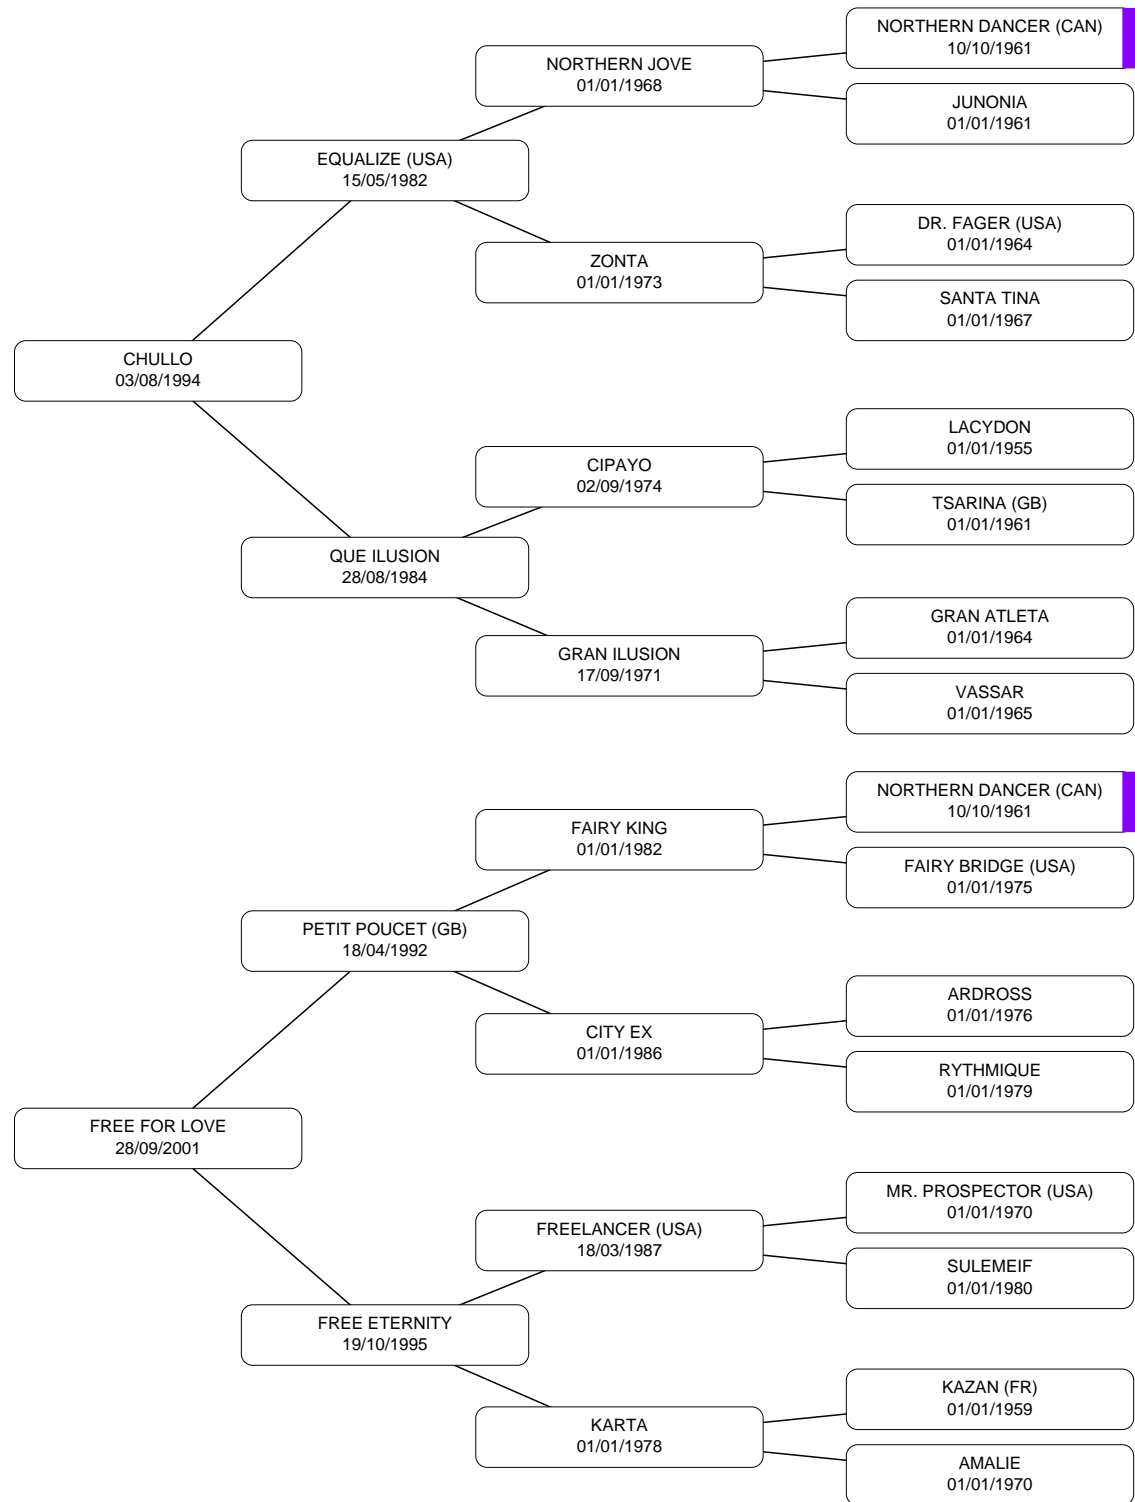 NORTHERN DANCER (CAN)
10/10/1961
NORTHERN JOVE
01/01/1968
JUNONIA
01/01/1961
EQUALIZE (USA)
15/05/1982
DR. FAGER (USA)
01/01/1964
ZONTA
01/01/1973
SANTA TINA
01/01/1967
CHULLO
03/08/1994
LACYDON
01/01/1955
CIPAYO
02/09/1974
TSARINA (GB)
01/01/1961
QUE ILUSION
28/08/1984
GRAN ATLETA
01/01/1964
GRAN ILUSION
17/09/1971
VASSAR
01/01/1965
NORTHERN DANCER (CAN)
10/10/1961
FAIRY KING
01/01/1982
FAIRY BRIDGE (USA)
01/01/1975
PETIT POUCET (GB)
18/04/1992
ARDROSS
01/01/1976
CITY EX
01/01/1986
RYTHMIQUE
01/01/1979
FREE FOR LOVE
28/09/2001
MR. PROSPECTOR (USA)
01/01/1970
FREELANCER (USA)
18/03/1987
SULEMEIF
01/01/1980
FREE ETERNITY
19/10/1995
KAZAN (FR)
01/01/1959
KARTA
01/01/1978
AMALIE
01/01/1970